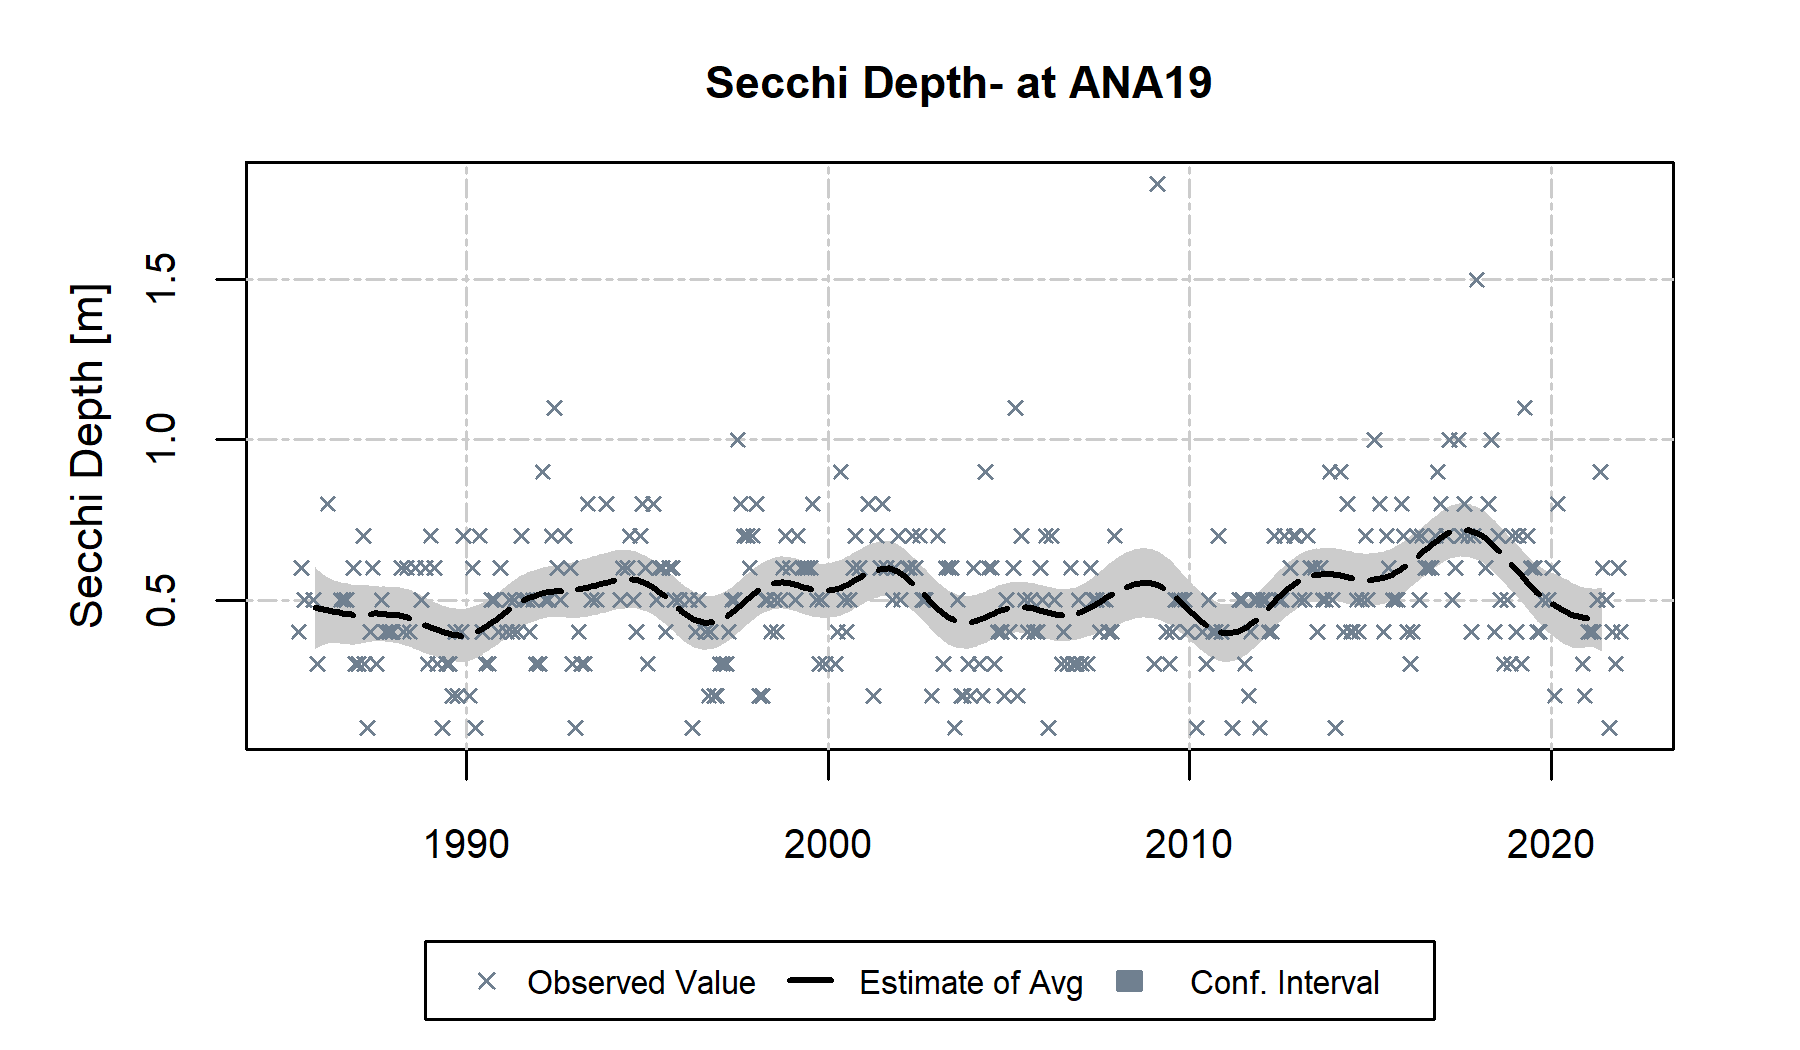 Secchi Depth- at ANA19
Secchi Depth [m]
1.5
1.0
0.5
1990 2000 2010 2020
Observed Value Estimate of Avg Conf. Interval